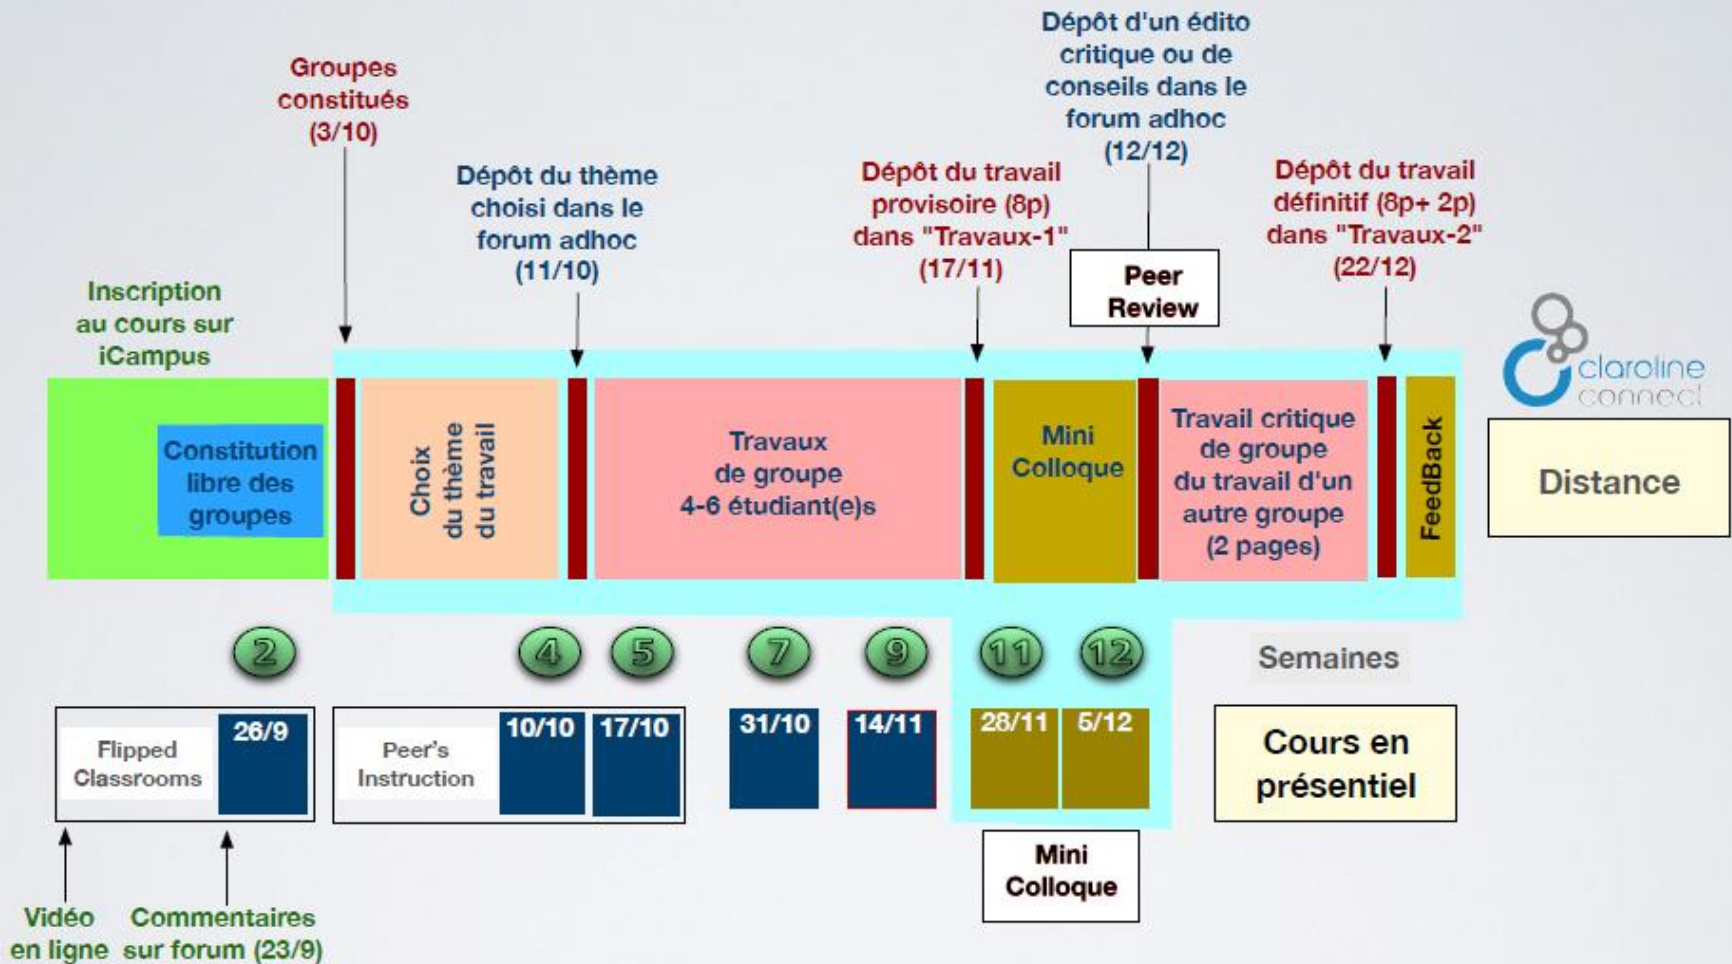 Dépôt d'un édito
critique ou de
conseils dans le
forum adhoc
(12/12)
Groupes
constitués
(3/10)
Dépôt du thème
choisi dans le
forum adhoc
(11/10)
Dépôt du travail
provisoire (8p)
dans "Travaux-1"
(17/11)
Dépôt du travail
définitif (8p+ 2p)
dans "Travaux-2"
(22/12)
Peer
Review
Inscription
au cours sur
iCampus
claroline
connect
Constitution
libre des
groupes
Choix
du thème
du travail
Travaux
de groupe
4-6 étudiant(e)s
Mini
Colloque
Travail critique
de groupe
du travail d'un
autre groupe
(2 pages)
FeedBack
Distance
2
4
5
7
9
11
12
Semaines
Flipped
Classrooms
26/9
Peer's
Instruction
10/10
17/10
31/10
14/11
28/11
5/12
Cours en
présentiel
Mini
Colloque
Vidéo
en ligne
Commentaires
sur forum (23/9)